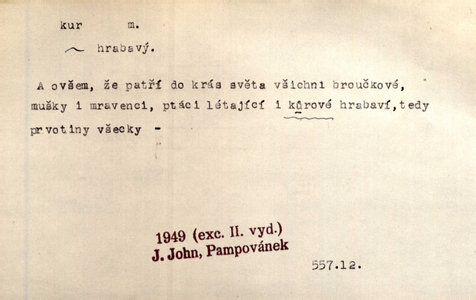 kur m.
~ hrabavý.
A ovšem, že patří do krás světa všichni broučkové,
mušky i mravenci, ptáci létající i kůrové hrabaví, tedy
prvotiny všecky -
1949 (exc. II. vyd.)
J. John, Pampovánek
557.12.